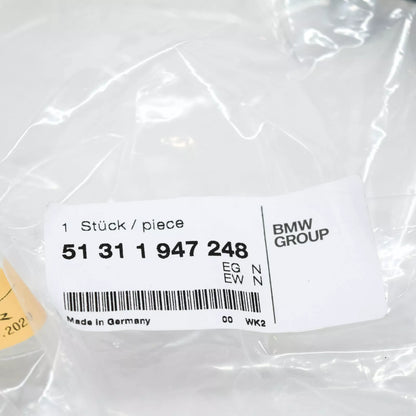 1 Stück / piece
51 31 1 947 248
EG N
EW N
BMW
GROUP
Made in Germany 00 WK2